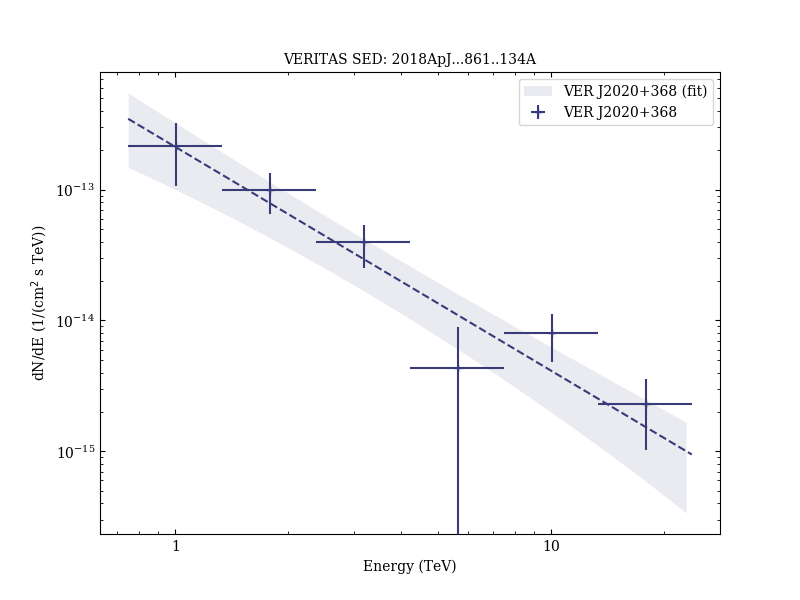 VERITAS SED: 2018ApJ...861..134A
VER J2020+368 (fit)
VER J2020+368
dN/dE (1/(cm² s TeV))
10⁻¹³
10⁻¹⁴
10⁻¹⁵
1
10
Energy (TeV)